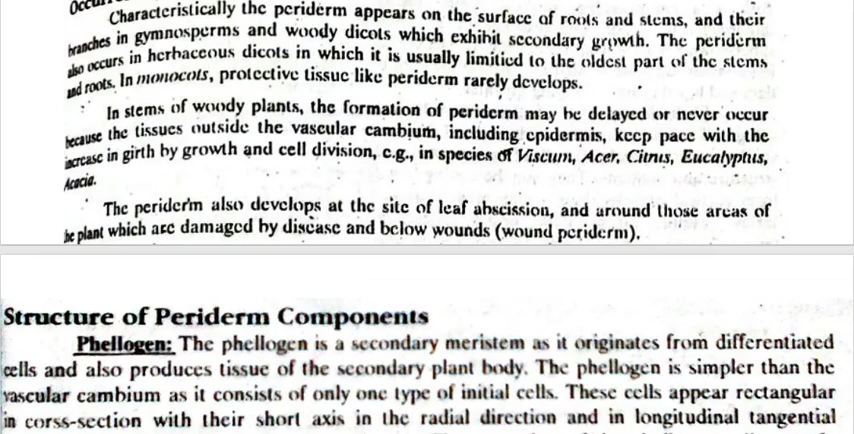 Occur
Characteristically the periderm appears on the surface of roots and stems, and their
branches in gymnosperms and woody dicots which exhibit secondary growth. The periderm
also occurs in herbaceous dicots in which it is usually limitied to the oldest part of the stems
and roots. In monocots, protective tissue like periderm rarely develops.
In stems of woody plants, the formation of periderm may be delayed or never occur
because the tissues outside the vascular cambium, including epidermis, keep pace with the
increase in girth by growth and cell division, e.g., in species of Viscum, Acer, Citrus, Eucalyptus,
Acacia.
The periderm also develops at the site of leaf abscission, and around those areas of
he plant which are damaged by disease and below wounds (wound periderm).
Structure of Periderm Components
Phellogen: The phellogen is a secondary meristem as it originates from differentiated
cells and also produces tissue of the secondary plant body. The phellogen is simpler than the
vascular cambium as it consists of only one type of initial cells. These cells appear rectangular
in corss-section with their short axis in the radial direction and in longitudinal tangential